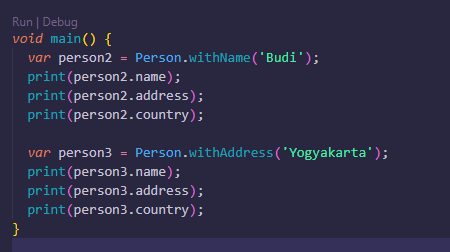 Run | Debug
void main() {
  var person2 = Person.withName('Budi');
  print(person2.name);
  print(person2.address);
  print(person2.country);

  var person3 = Person.withAddress('Yogyakarta');
  print(person3.name);
  print(person3.address);
  print(person3.country);
}